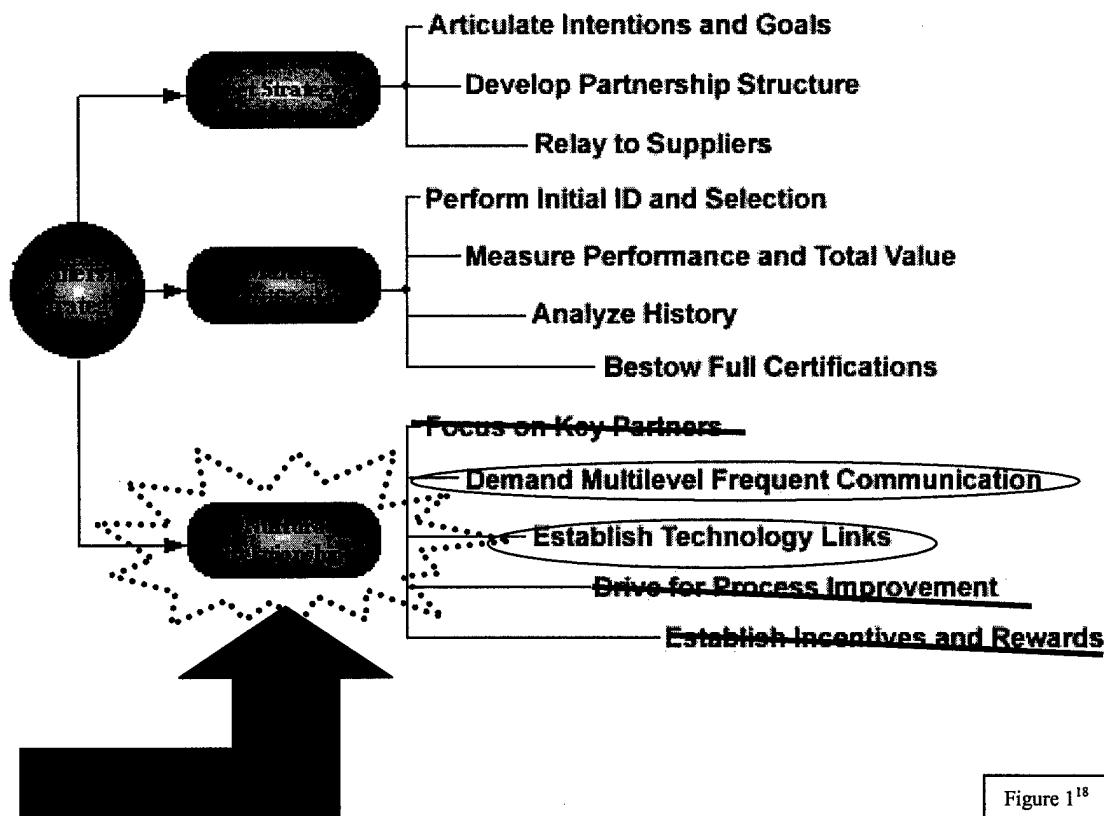 Articulate Intentions and Goals
Develop Partnership Structure
Relay to Suppliers
Perform Initial ID and Selection
Measure Performance and Total Value
Analyze History
Bestow Full Certifications
Focus on Key Partners
Demand Multilevel Frequent Communication
Establish Technology Links
Drive for Process Improvement
Establish Incentives and Rewards
Figure 1¹⁸